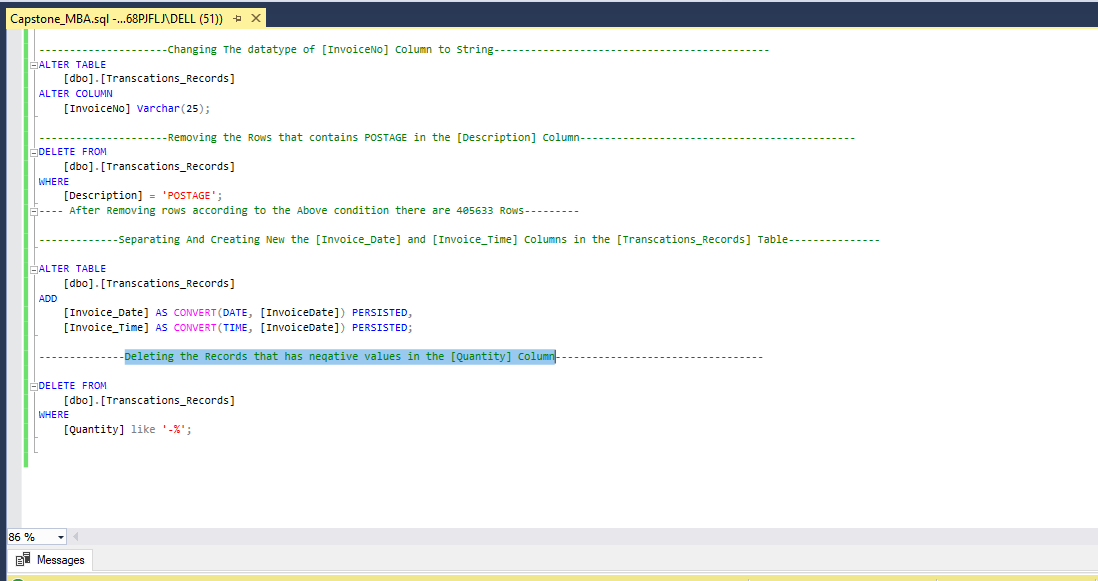 Capstone_MBA.sql -...68PJFLJ\DELL (51))
---------------------Changing The datatype of [InvoiceNo] Column to String---------------------------------------------
ALTER TABLE
[dbo].[Transcations_Records]
ALTER COLUMN
[InvoiceNo] Varchar(25);
---------------------Removing the Rows that contains POSTAGE in the [Description] Column---------------------------------------------
DELETE FROM
[dbo].[Transcations_Records]
WHERE
[Description] = 'POSTAGE';
---- After Removing rows according to the Above condition there are 405633 Rows---------
-------------Separating And Creating New the [Invoice_Date] and [Invoice_Time] Columns in the [Transcations_Records] Table---------------
ALTER TABLE
[dbo].[Transcations_Records]
ADD
[Invoice_Date] AS CONVERT(DATE, [InvoiceDate]) PERSISTED,
[Invoice_Time] AS CONVERT(TIME, [InvoiceDate]) PERSISTED;
--------------Deleting the Records that has neqative values in the [Quantity] Column----------------------------------
DELETE FROM
[dbo].[Transcations_Records]
WHERE
[Quantity] like '-%';
86 %
Messages